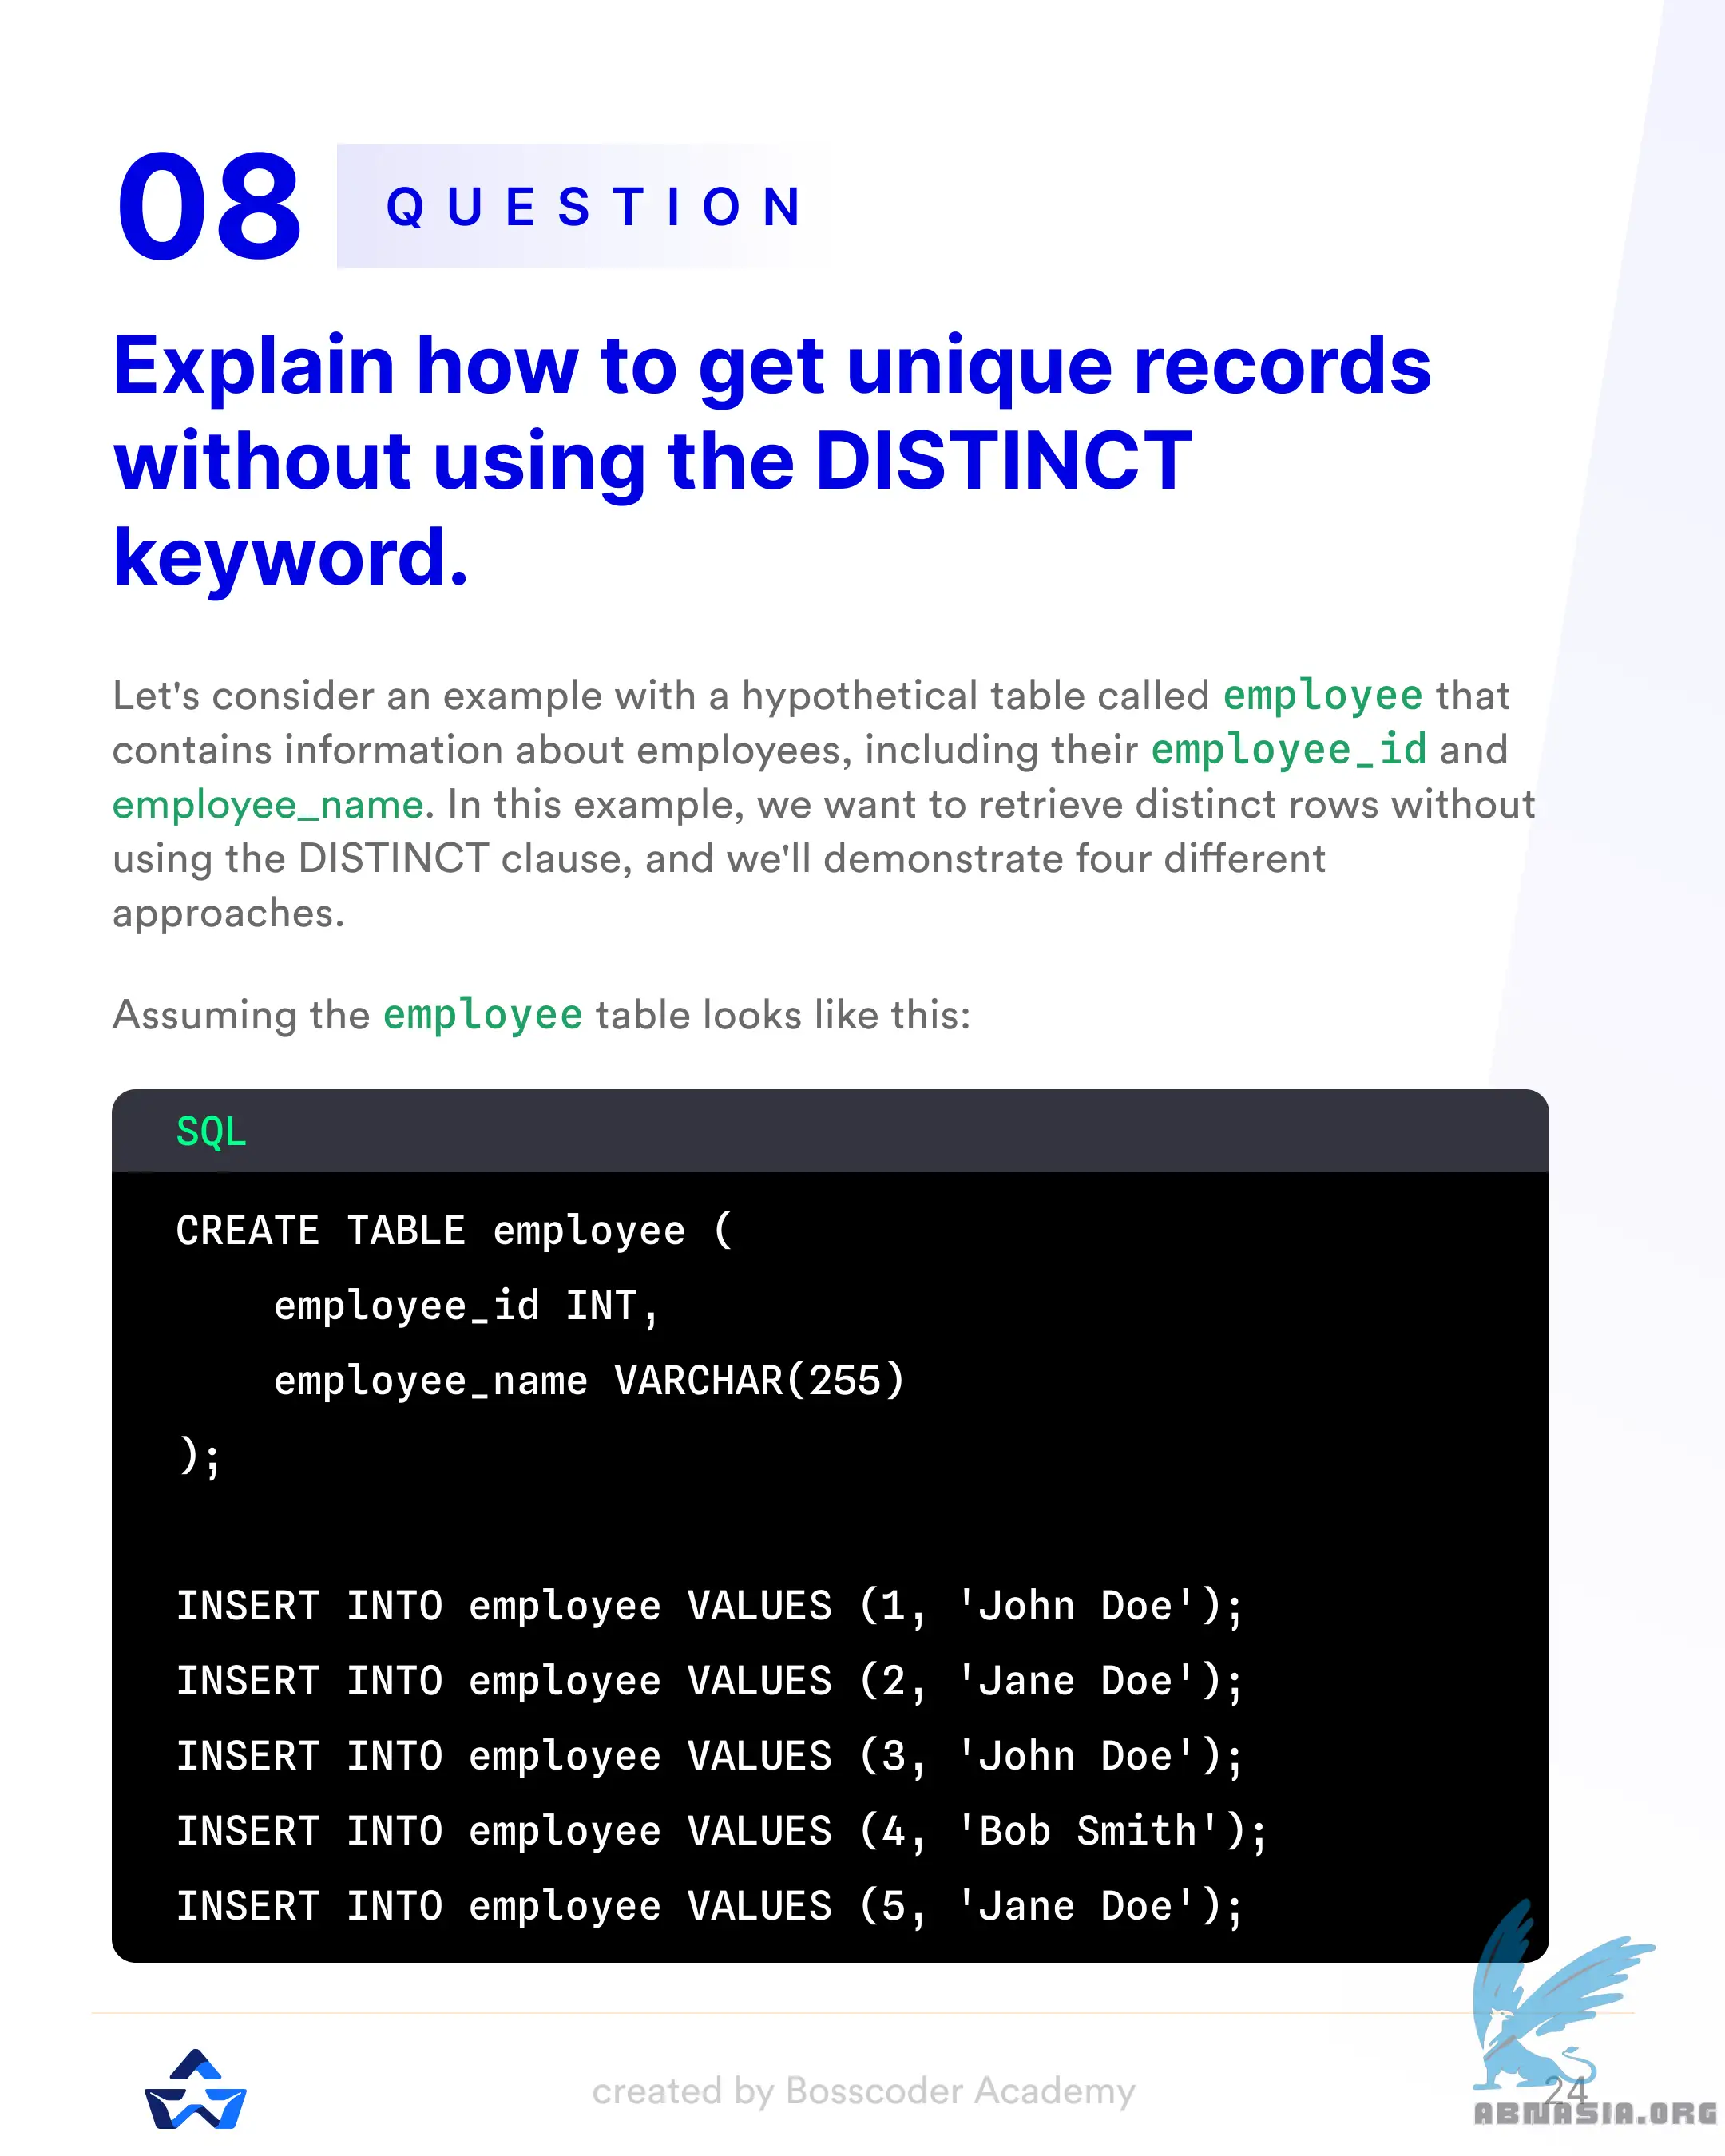 08 QUESTION
Explain how to get unique records
without using the DISTINCT
keyword.
Let's consider an example with a hypothetical table called employee that
contains information about employees, including their employee_id and
employee_name. In this example, we want to retrieve distinct rows without
using the DISTINCT clause, and we'll demonstrate four different
approaches.
Assuming the employee table looks like this:
SQL
CREATE TABLE employee (
    employee_id INT,
    employee_name VARCHAR(255)
);
INSERT INTO employee VALUES (1, 'John Doe');
INSERT INTO employee VALUES (2, 'Jane Doe');
INSERT INTO employee VALUES (3, 'John Doe');
INSERT INTO employee VALUES (4, 'Bob Smith');
INSERT INTO employee VALUES (5, 'Jane Doe');
created by Bosscoder Academy
24
ABNASIA.ORG